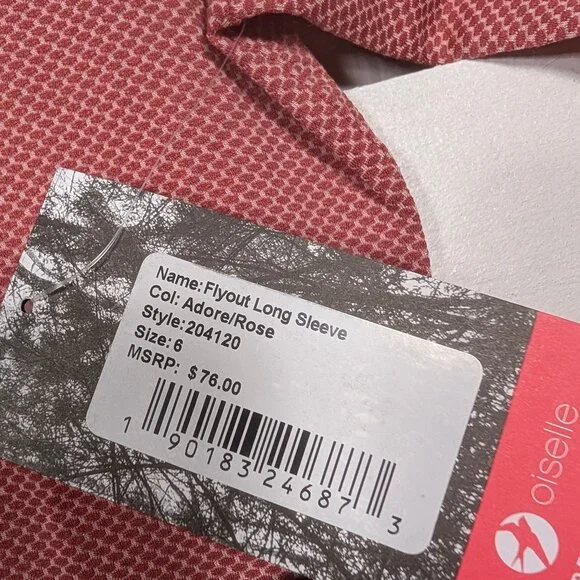 Name:Flyout Long Sleeve
Col: Adore/Rose
Style:204120
Size:6
MSRP: $76.00
1 90183 24687 3
oiselle